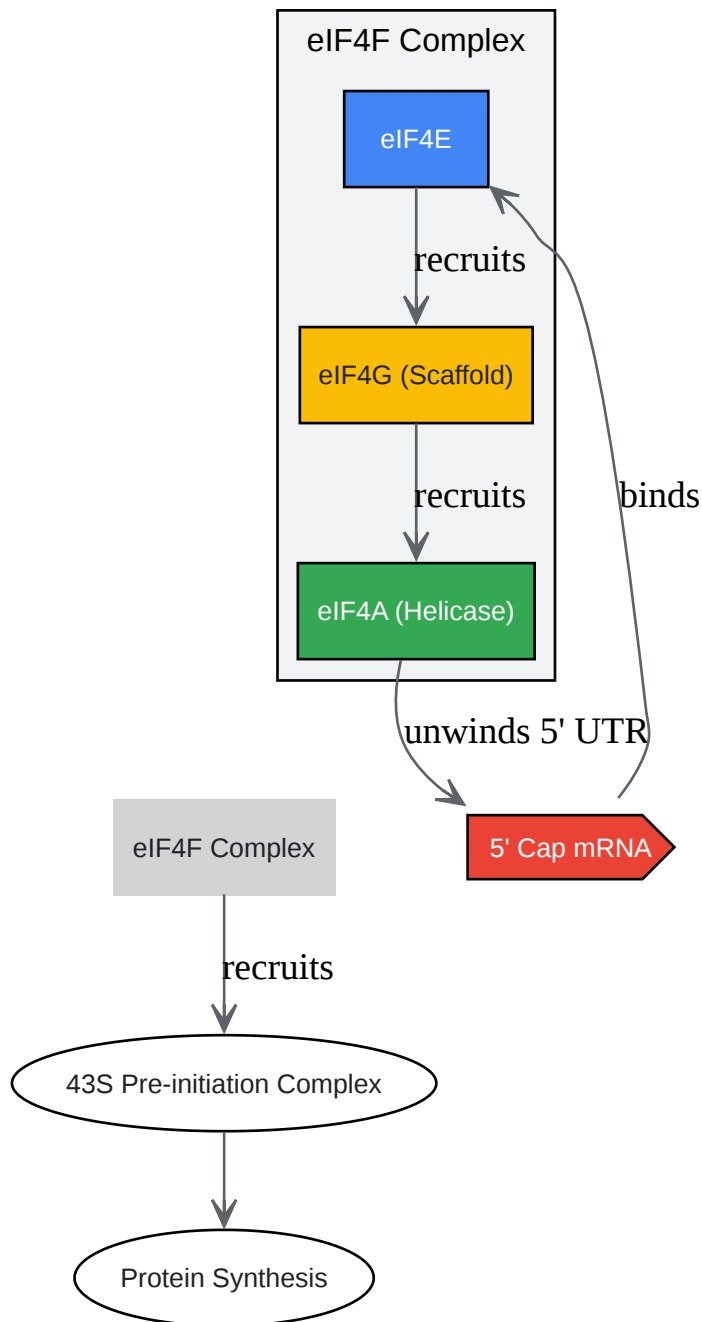 eIF4F Complex
eIF4E
recruits
eIF4G (Scaffold)
recruits
binds
eIF4A (Helicase)
unwinds 5' UTR
eIF4F Complex
5' Cap mRNA
recruits
43S Pre-initiation Complex
Protein Synthesis